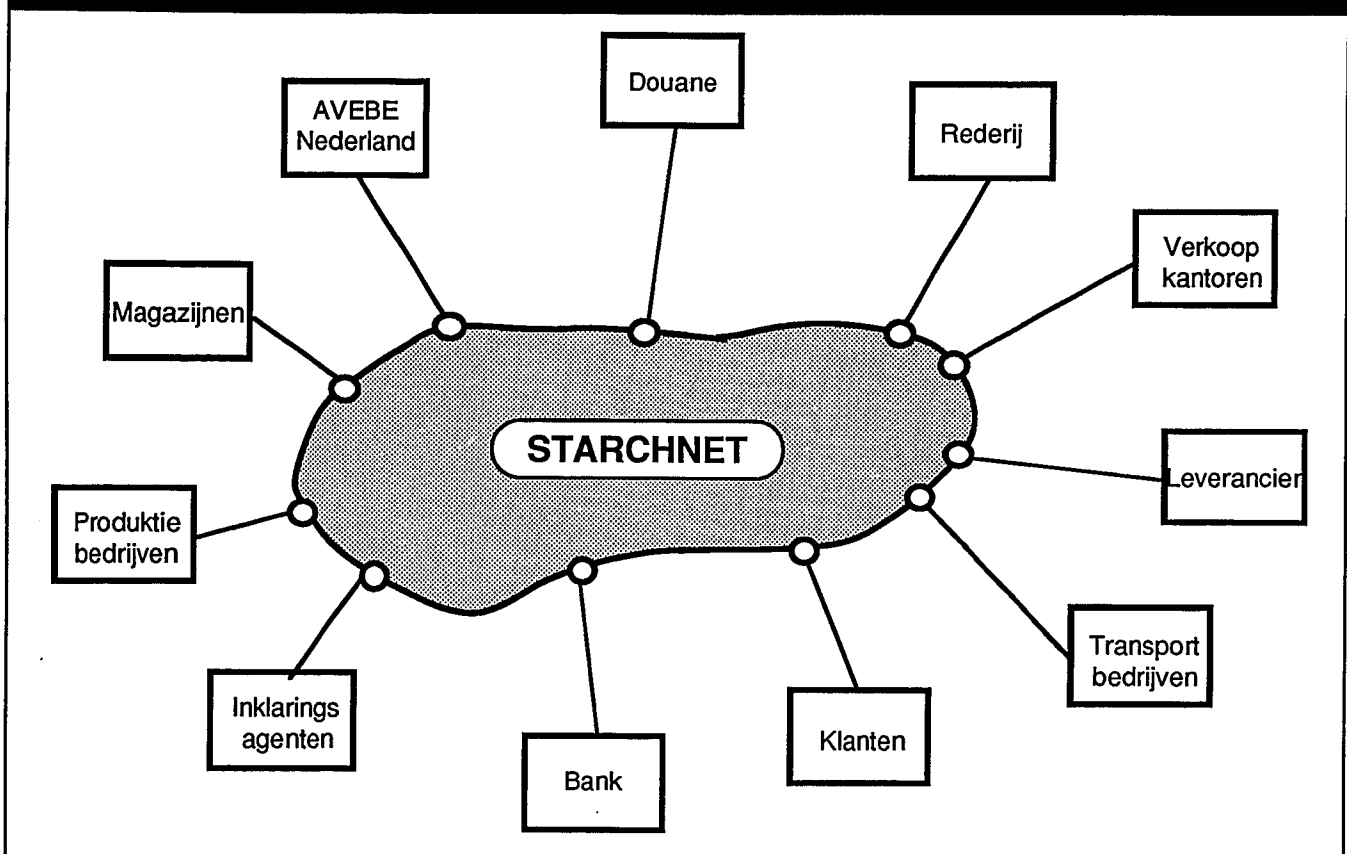 Douane
AVEBE
Nederland
Rederij
Verkoop
kantoren
Magazijnen
STARCHNET
Leverancier
Produktie
bedrijven
Transport
bedrijven
Inklarings
agenten
Klanten
Bank